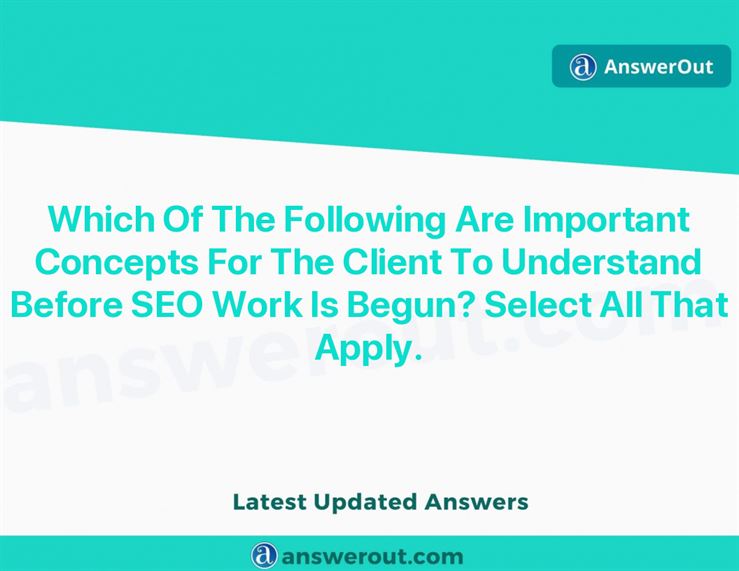 AnswerOut
Which Of The Following Are Important
Concepts For The Client To Understand
Before SEO Work Is Begun? Select All That
Apply.
answerout.com
Latest Updated Answers
answerout.com